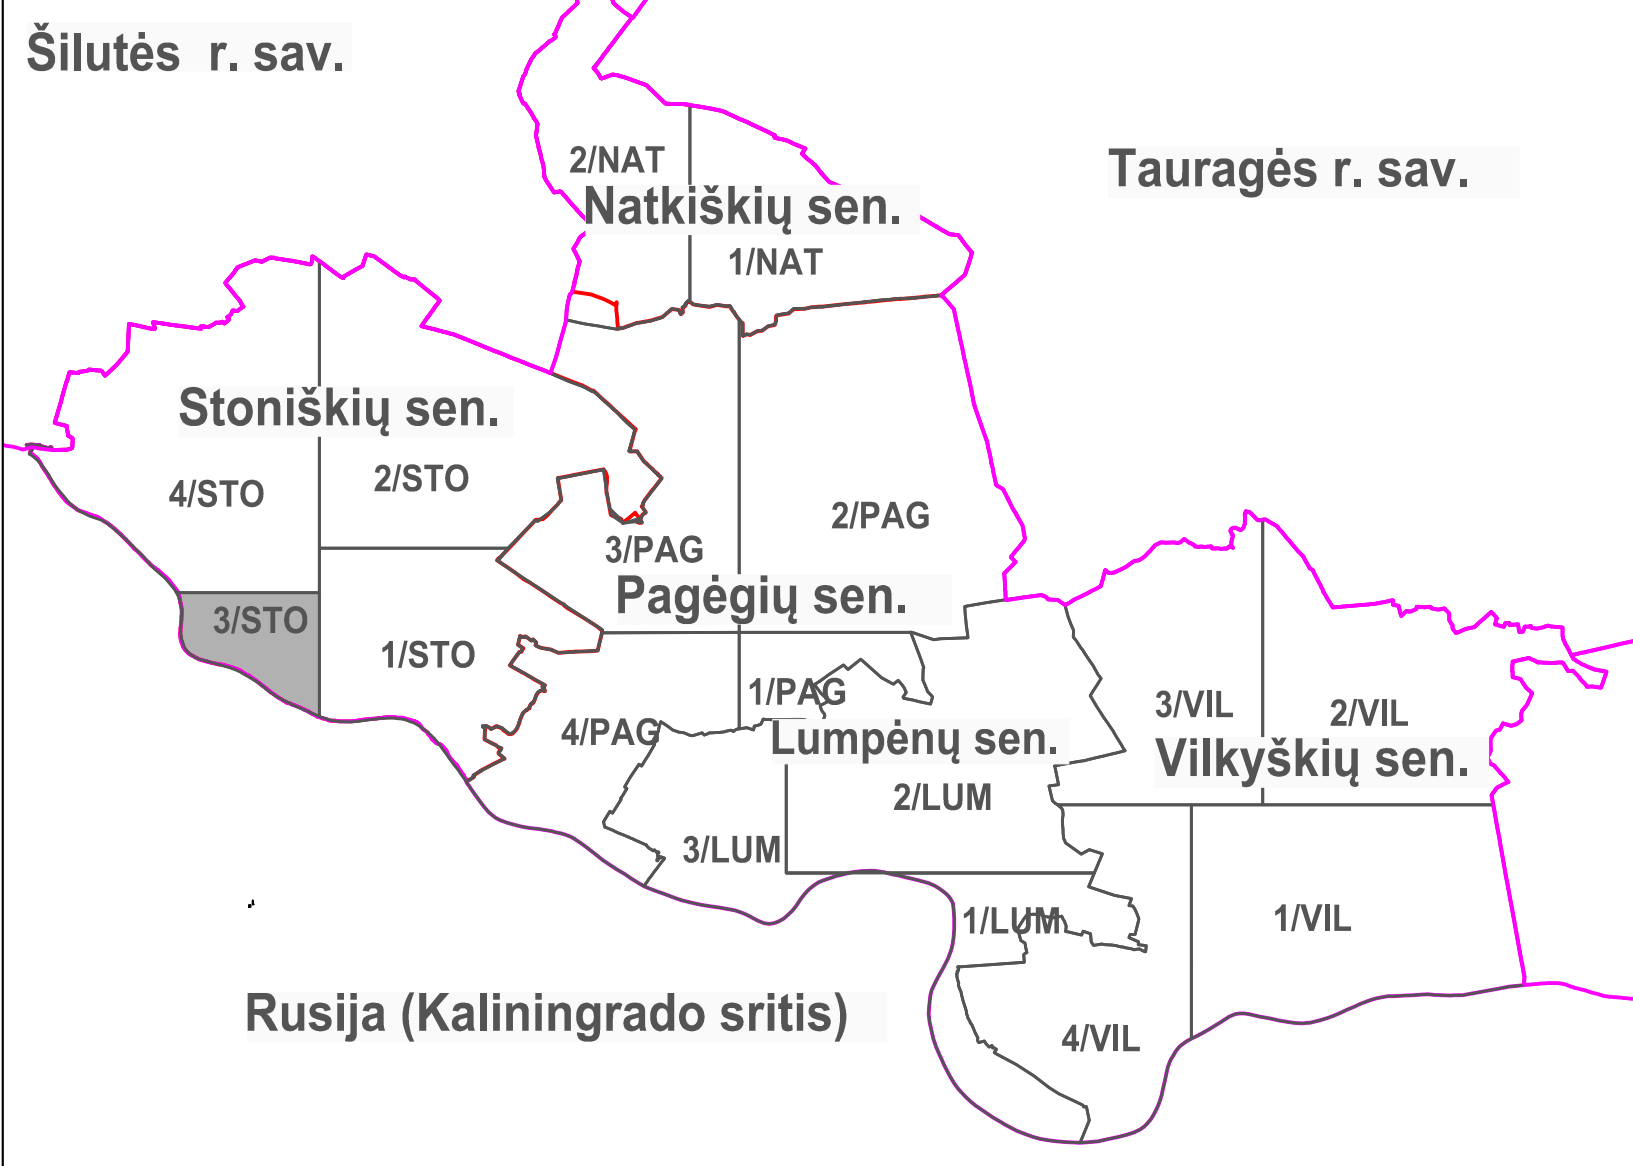 Šilutės r. sav.
2/NAT
Tauragės r. sav.
Natkiškių sen.
1/NAT
Stoniškių sen.
2/STO
4/STO
2/PAG
3/PAG
Pagėgių sen.
3/STO
1/STO
1/PAG
3/VIL
2/VIL
4/PAG
Lumpėnų sen.
Vilkyškių sen.
2/LUM
3/LUM
1/LUM
1/VIL
Rusija (Kaliningrado sritis)
4/VIL